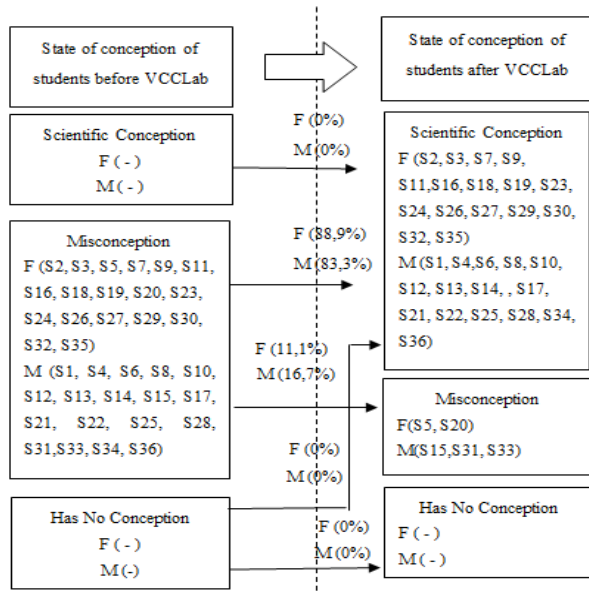 State of conception of
students before VCCLab
State of conception of
students after VCCLab
Scientific Conception
F ( - )
M ( - )
F (0%)
M (0%)
Scientific Conception
F (S2, S3, S7, S9,
S11,S16, S18, S19, S23,
S24, S26, S27, S29, S30,
S32, S35)
M (S1, S4,S6, S8, S10,
S12, S13, S14, , S17,
S21, S22, S25, S28, S34,
S36)
Misconception
F (S2, S3, S5, S7, S9, S11,
S16, S18, S19, S20, S23,
S24, S26, S27, S29, S30,
S32, S35)
M (S1, S4, S6, S8, S10,
S12, S13, S14, S15, S17,
S21, S22, S25, S28,
S31,S33, S34, S36)
F (88,9%)
M (83,3%)
F (11,1%)
M (16,7%)
Misconception
F(S5, S20)
M(S15,S31, S33)
F (0%)
M (0%)
Has No Conception
F ( - )
M (-)
F (0%)
M (0%)
Has No Conception
F ( - )
M ( - )